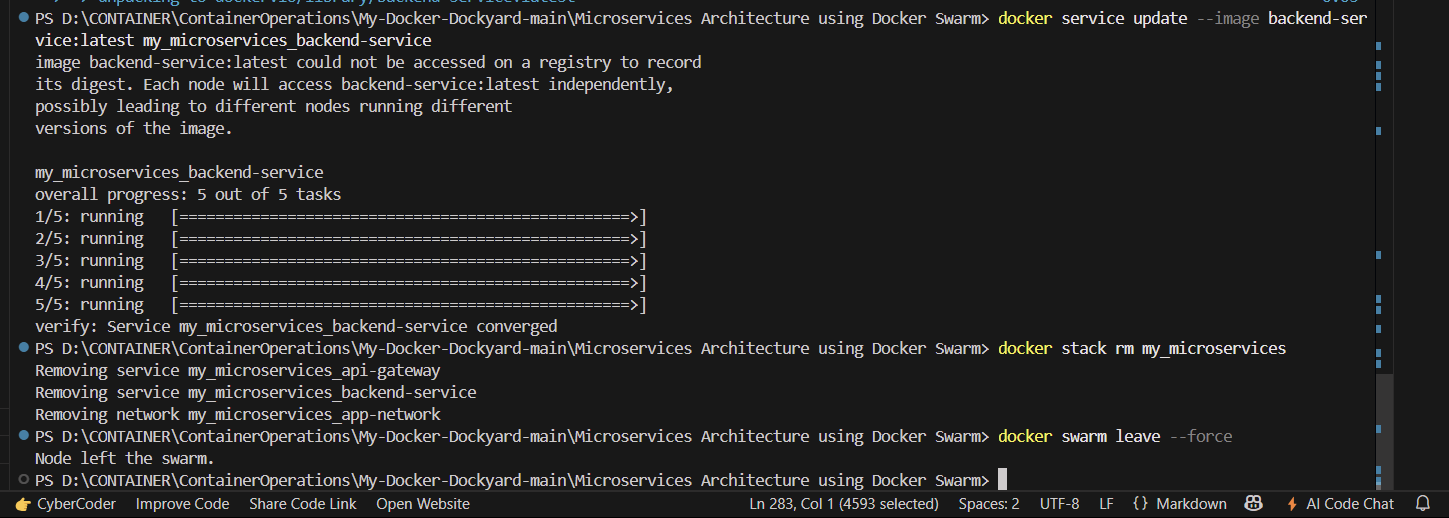 PS D:\CONTAINER\ContainerOperations\My-Docker-Dockyard-main\Microservices Architecture using Docker Swarm> docker service update --image backend-ser
vice:latest my_microservices_backend-service
image backend-service:latest could not be accessed on a registry to record
its digest. Each node will access backend-service:latest independently,
possibly leading to different nodes running different
versions of the image.
my_microservices_backend-service
overall progress: 5 out of 5 tasks
1/5: running   [==================================================>]
2/5: running   [==================================================>]
3/5: running   [==================================================>]
4/5: running   [==================================================>]
5/5: running   [==================================================>]
verify: Service my_microservices_backend-service converged
PS D:\CONTAINER\ContainerOperations\My-Docker-Dockyard-main\Microservices Architecture using Docker Swarm> docker stack rm my_microservices
Removing service my_microservices_api-gateway
Removing service my_microservices_backend-service
Removing network my_microservices_app-network
PS D:\CONTAINER\ContainerOperations\My-Docker-Dockyard-main\Microservices Architecture using Docker Swarm> docker swarm leave --force
Node left the swarm.
PS D:\CONTAINER\ContainerOperations\My-Docker-Dockyard-main\Microservices Architecture using Docker Swarm>
CyberCoder Improve Code Share Code Link Open Website Ln 283, Col 1 (4593 selected) Spaces: 2 UTF-8 LF {} Markdown AI Code Chat